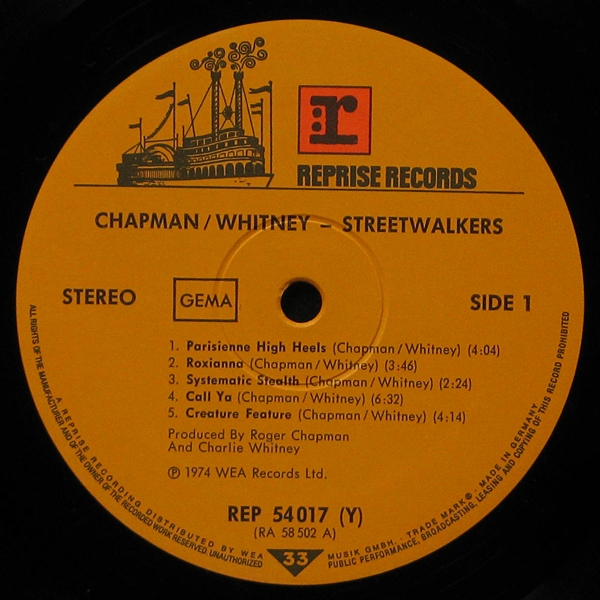 r
REPRISE RECORDS
CHAPMAN / WHITNEY – STREETWALKERS
STEREO
GEMA
SIDE 1
1. Parisienne High Heels (Chapman/Whitney) (4:04)
2. Roxianna (Chapman/Whitney) (3:46)
3. Systematic Stealth (Chapman/Whitney) (2:24)
4. Call Ya (Chapman/Whitney) (6:32)
5. Creature Feature (Chapman/Whitney) (4:14)
Produced By Roger Chapman
And Charlie Whitney
℗ 1974 WEA Records Ltd.
REP 54017 (Y)
(RA 58 502 A)
33
A REPRISE RECORDING DISTRIBUTED BY WEA MUSIK GMBH. TRADE MARK® MADE IN GERMANY
ALL RIGHTS OF THE MANUFACTURER AND OF THE OWNER OF THE RECORDED WORK RESERVED. UNAUTHORIZED PUBLIC PERFORMANCE, BROADCASTING, LEASING AND COPYING OF THIS RECORD PROHIBITED